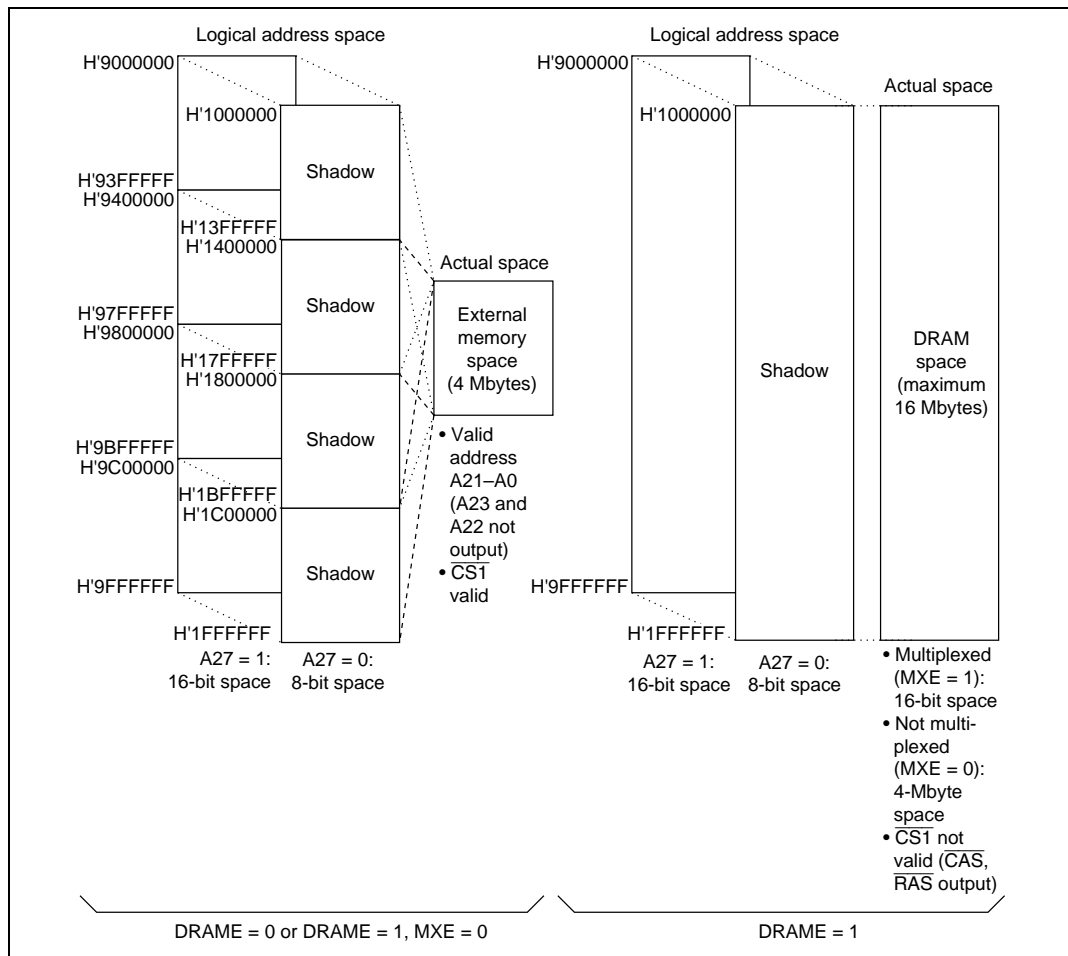 Logical address space
H'9000000
H'1000000
Shadow
H'93FFFFF
H'9400000
H'13FFFFF
H'1400000
Shadow
H'97FFFFF
H'9800000
H'17FFFFF
H'1800000
Shadow
H'9BFFFFF
H'9C00000
H'1BFFFFF
H'1C00000
Shadow
H'9FFFFFF
H'1FFFFFF
A27 = 1:
16-bit space
A27 = 0:
8-bit space
Actual space
External
memory
space
(4 Mbytes)
• Valid
address
A21–A0
(A23 and
A22 not
output)
• C̅S̅1̅
valid
DRAME = 0 or DRAME = 1, MXE = 0
Logical address space
H'9000000
H'1000000
Shadow
H'9FFFFFF
H'1FFFFFF
A27 = 1:
16-bit space
A27 = 0:
8-bit space
Actual space
DRAM
space
(maximum
16 Mbytes)
• Multiplexed
(MXE = 1):
16-bit space
• Not multi-
plexed
(MXE = 0):
4-Mbyte
space
• C̅S̅1̅ not
valid (C̅A̅S̅,
R̅A̅S̅ output)
DRAME = 1